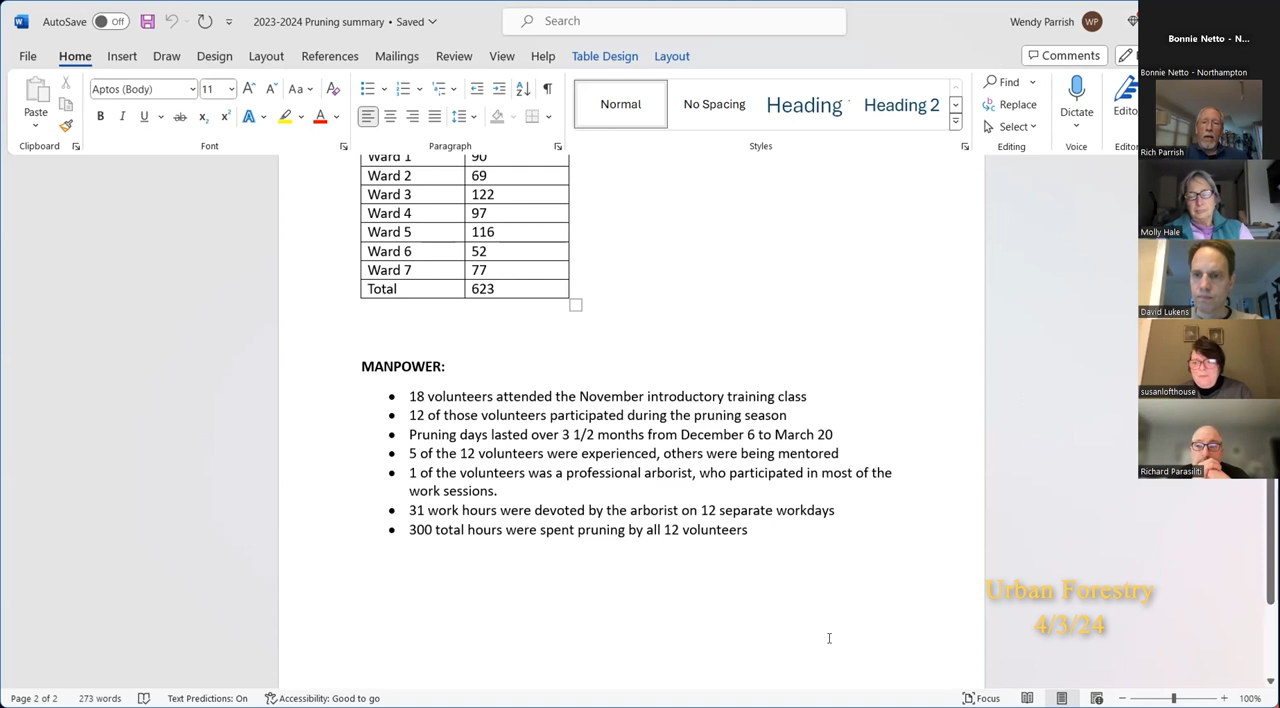 AutoSave Off 2023-2024 Pruning summary • Saved Search Wendy Parrish WP
File Home Insert Draw Design Layout References Mailings Review View Help Table Design Layout Comments
Paste
Clipboard
Aptos (Body) 11
Font
Paragraph
Normal No Spacing Heading Heading 2
Styles
Find
Replace
Select
Editing
Dictate
Voice
Ward 1 90
Ward 2 69
Ward 3 122
Ward 4 97
Ward 5 116
Ward 6 52
Ward 7 77
Total 623
MANPOWER:
• 18 volunteers attended the November introductory training class
• 12 of those volunteers participated during the pruning season
• Pruning days lasted over 3 1/2 months from December 6 to March 20
• 5 of the 12 volunteers were experienced, others were being mentored
• 1 of the volunteers was a professional arborist, who participated in most of the
work sessions.
• 31 work hours were devoted by the arborist on 12 separate workdays
• 300 total hours were spent pruning by all 12 volunteers
Bonnie Netto - N...
Bonnie Netto - Northampton
Rich Parrish
Molly Hale
David Lukens
susanlofthouse
Richard Parasiliti
Urban Forestry
4/3/24
Page 2 of 2 273 words Text Predictions: On Accessibility: Good to go Focus 100%